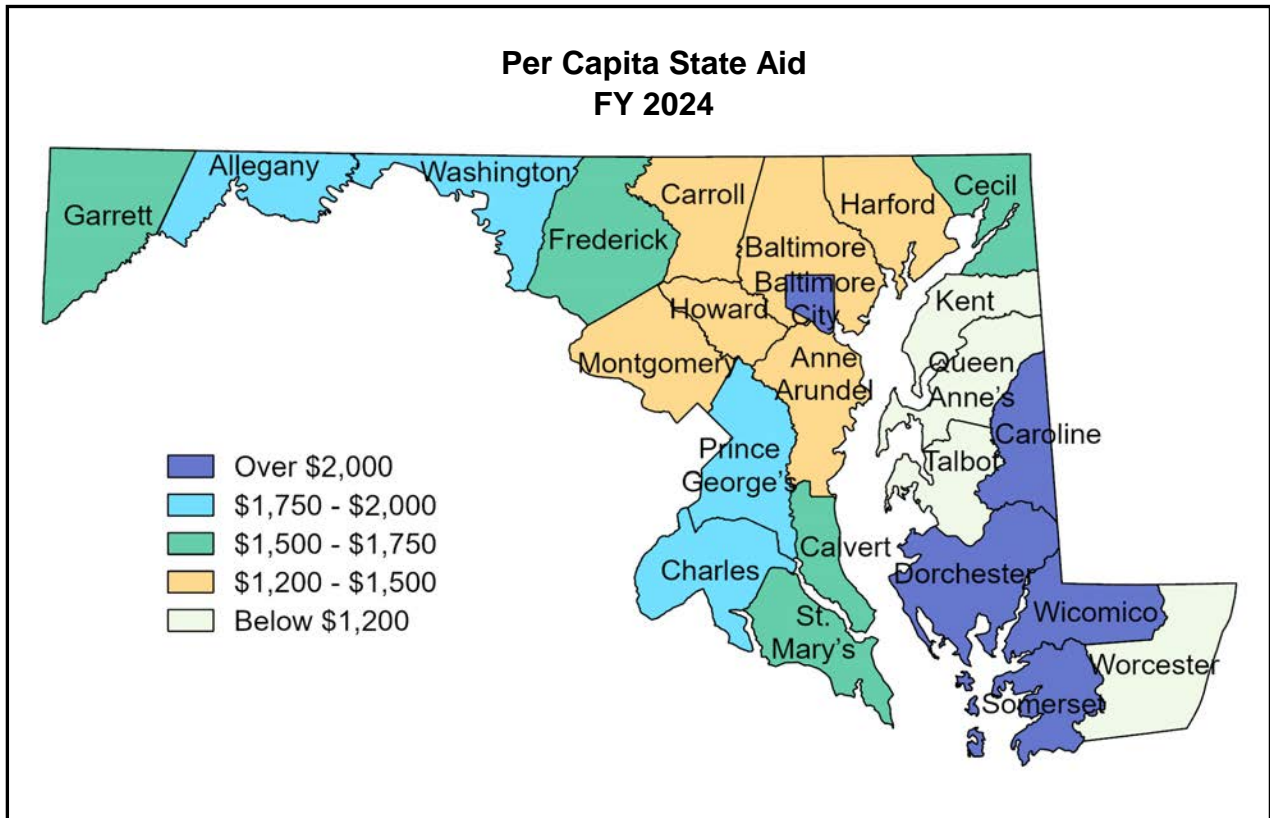 Per Capita State Aid
FY 2024
Allegany
Washington
Garrett
Frederick
Carroll
Harford
Cecil
Baltimore
Baltimore
City
Howard
Montgomery
Anne
Arundel
Kent
Queen
Anne's
Talbot
Caroline
Prince
George's
Charles
Calvert
St.
Mary's
Dorchester
Wicomico
Worcester
Somerset
Over $2,000
$1,750 - $2,000
$1,500 - $1,750
$1,200 - $1,500
Below $1,200